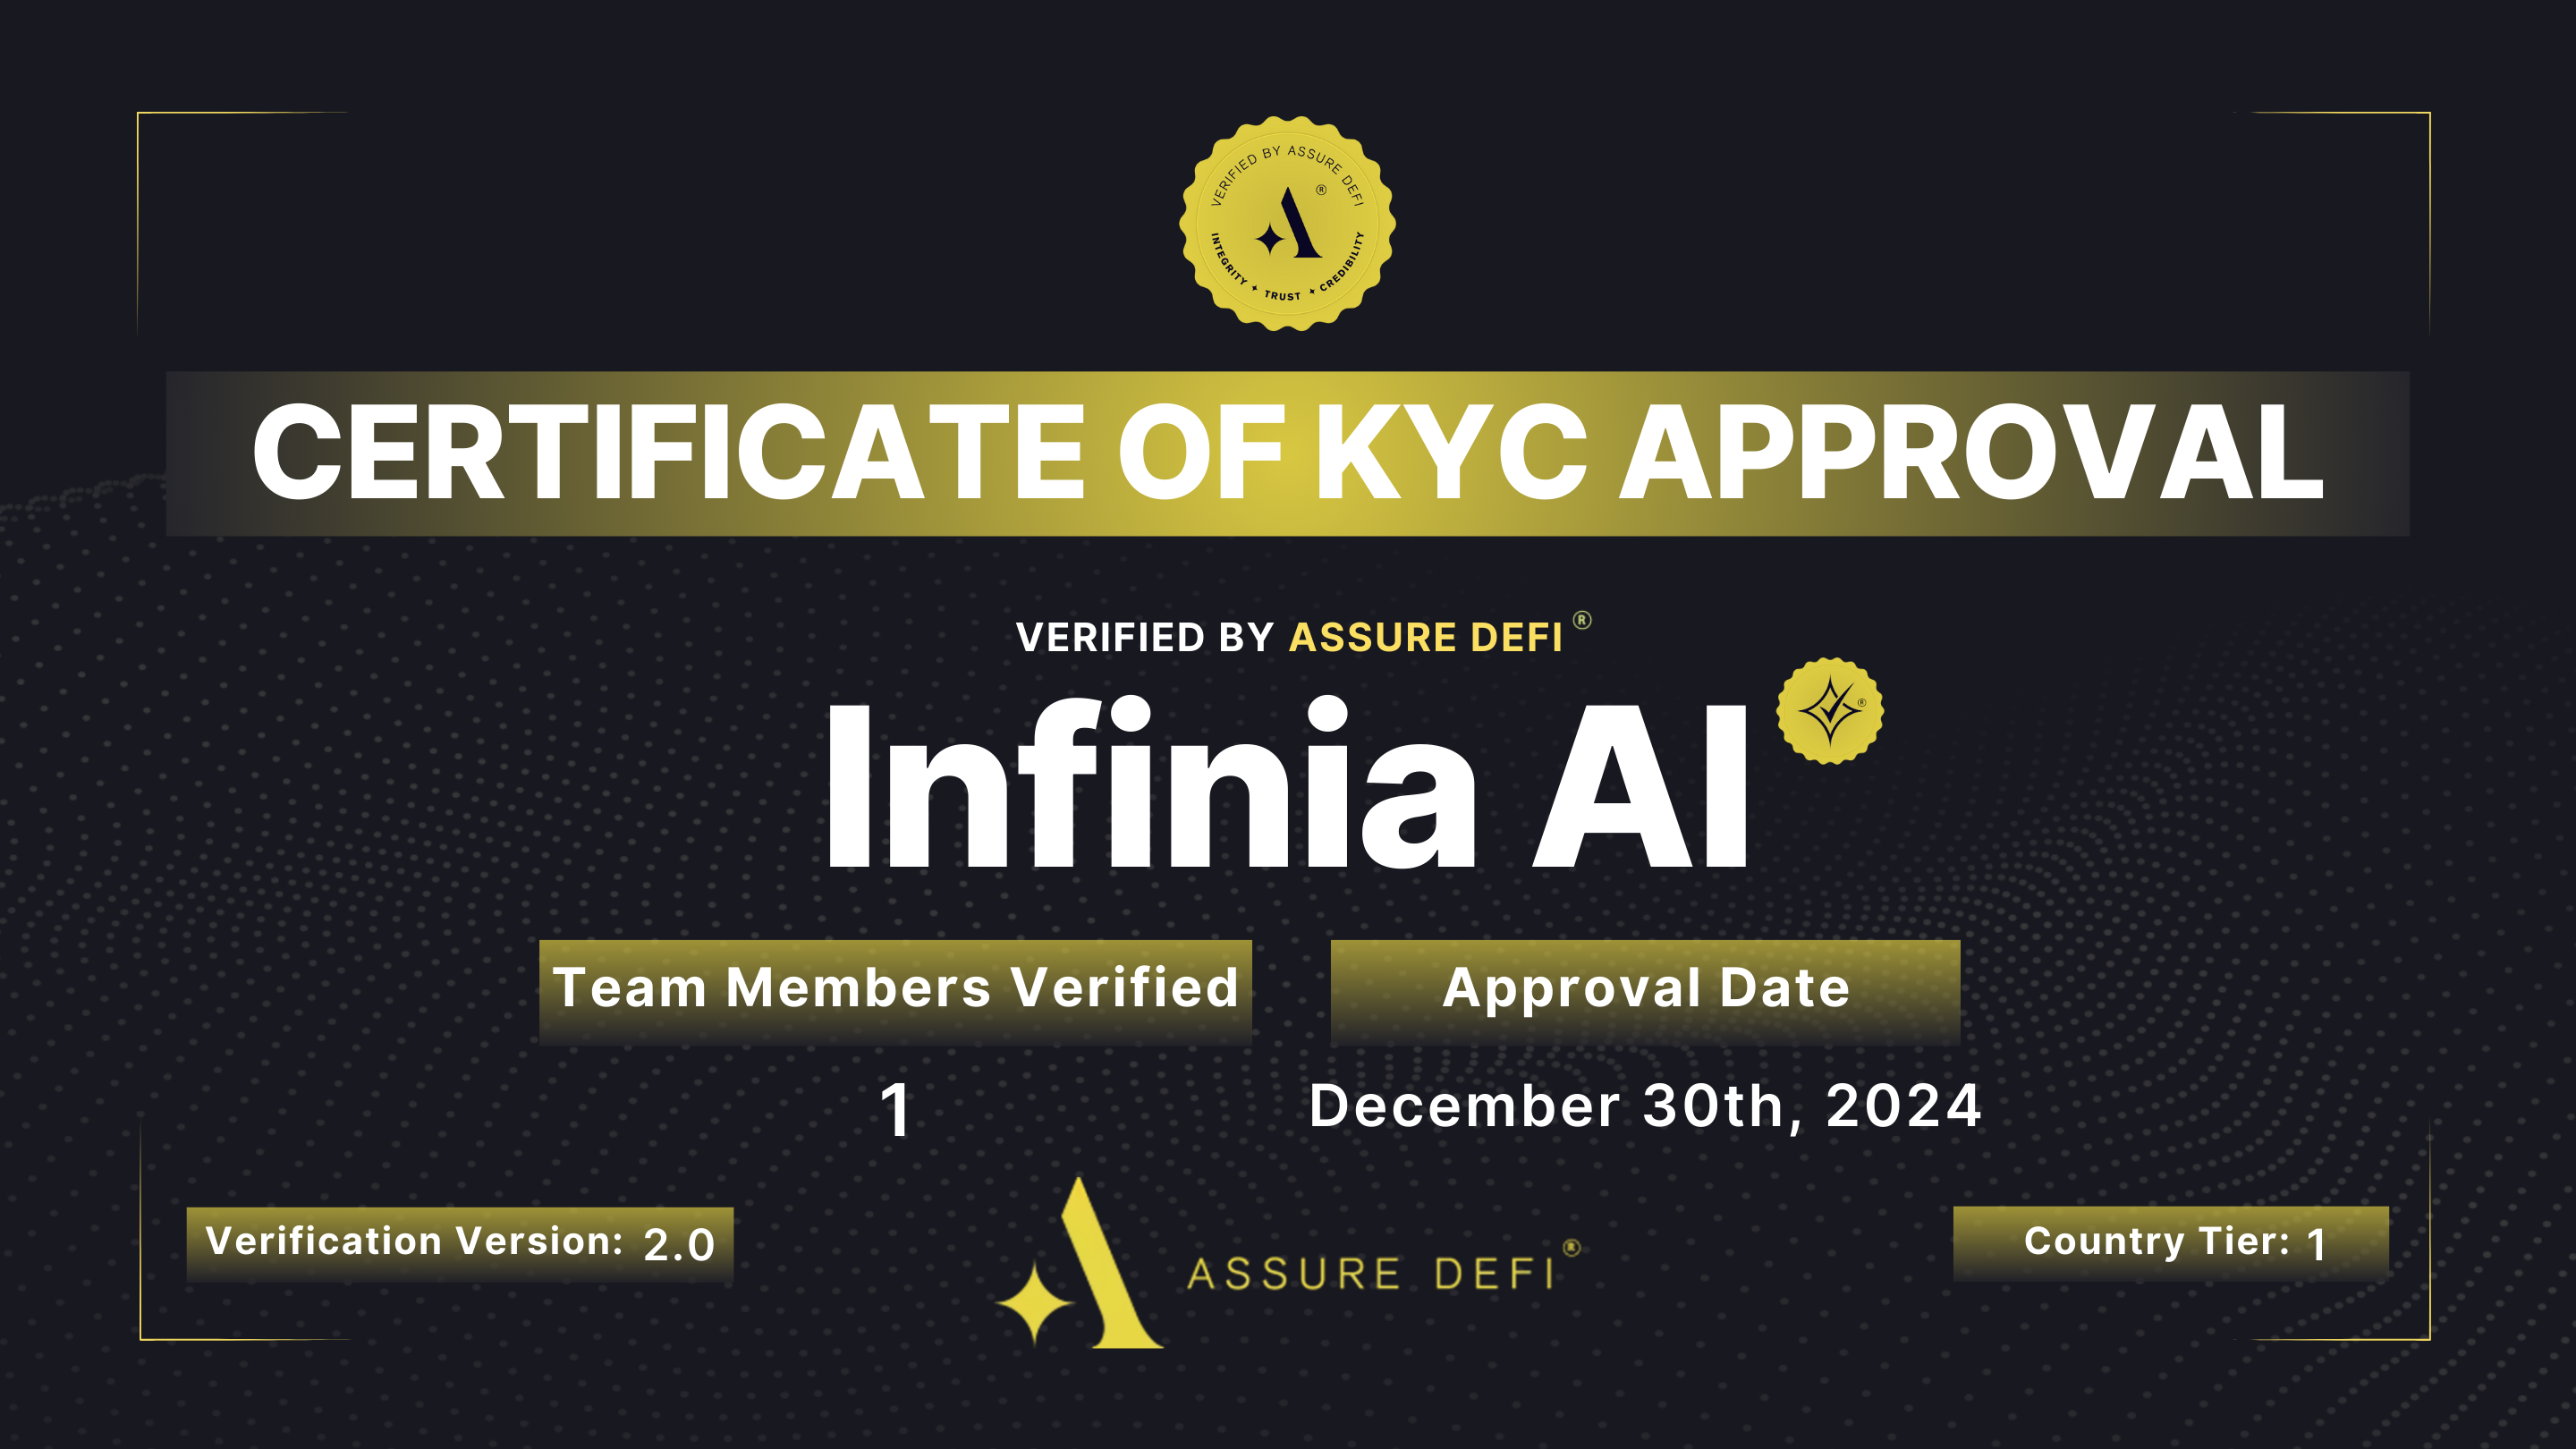 VERIFIED BY ASSURE DEFI
A ®
INTEGRITY ✦ TRUST ✦ CREDIBILITY
CERTIFICATE OF KYC APPROVAL
VERIFIED BY ASSURE DEFI ®
Infinia AI
®
Team Members Verified
1
Approval Date
December 30th, 2024
Verification Version: 2.0
ASSURE DEFI ®
Country Tier: 1